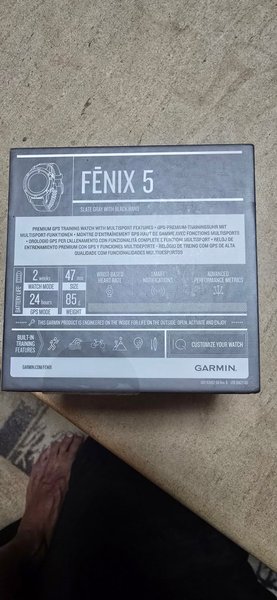 FĒNIX 5
SLATE GRAY WITH BLACK BAND
PREMIUM GPS TRAINING WATCH WITH MULTISPORT FEATURES • GPS-PREMIUM-TRAININGSUHR MIT
MULTISPORT-FUNKTIONEN • MONTRE D'ENTRAÎNEMENT GPS HAUT DE GAMME AVEC FONCTIONS MULTISPORTS
• OROLOGIO GPS PER L'ALLENAMENTO CON FUNZIONALITÀ COMPLETE • RELOJ DE
ENTRENAMIENTO PREMIUM CON GPS Y FUNCIONES MULTIDEPORTE • RELÓGIO DE TREINO COM GPS DE ALTA
QUALIDADE COM FUNCIONALIDADES MULTIDESPORTOS
BATTERY LIFE
2 weeks
WATCH MODE
24 hours
GPS MODE
47 mm
SIZE
85 g
WEIGHT
WRIST-BASED
HEART RATE
SMART
NOTIFICATIONS
ADVANCED
PERFORMANCE METRICS
THIS GARMIN PRODUCT IS ENGINEERED ON THE INSIDE FOR LIFE ON THE OUTSIDE. OPEN, ACTIVATE AND ENJOY.
BUILT-IN
TRAINING
FEATURES
CUSTOMIZE YOUR WATCH
GARMIN.COM/FENIX
GARMIN.